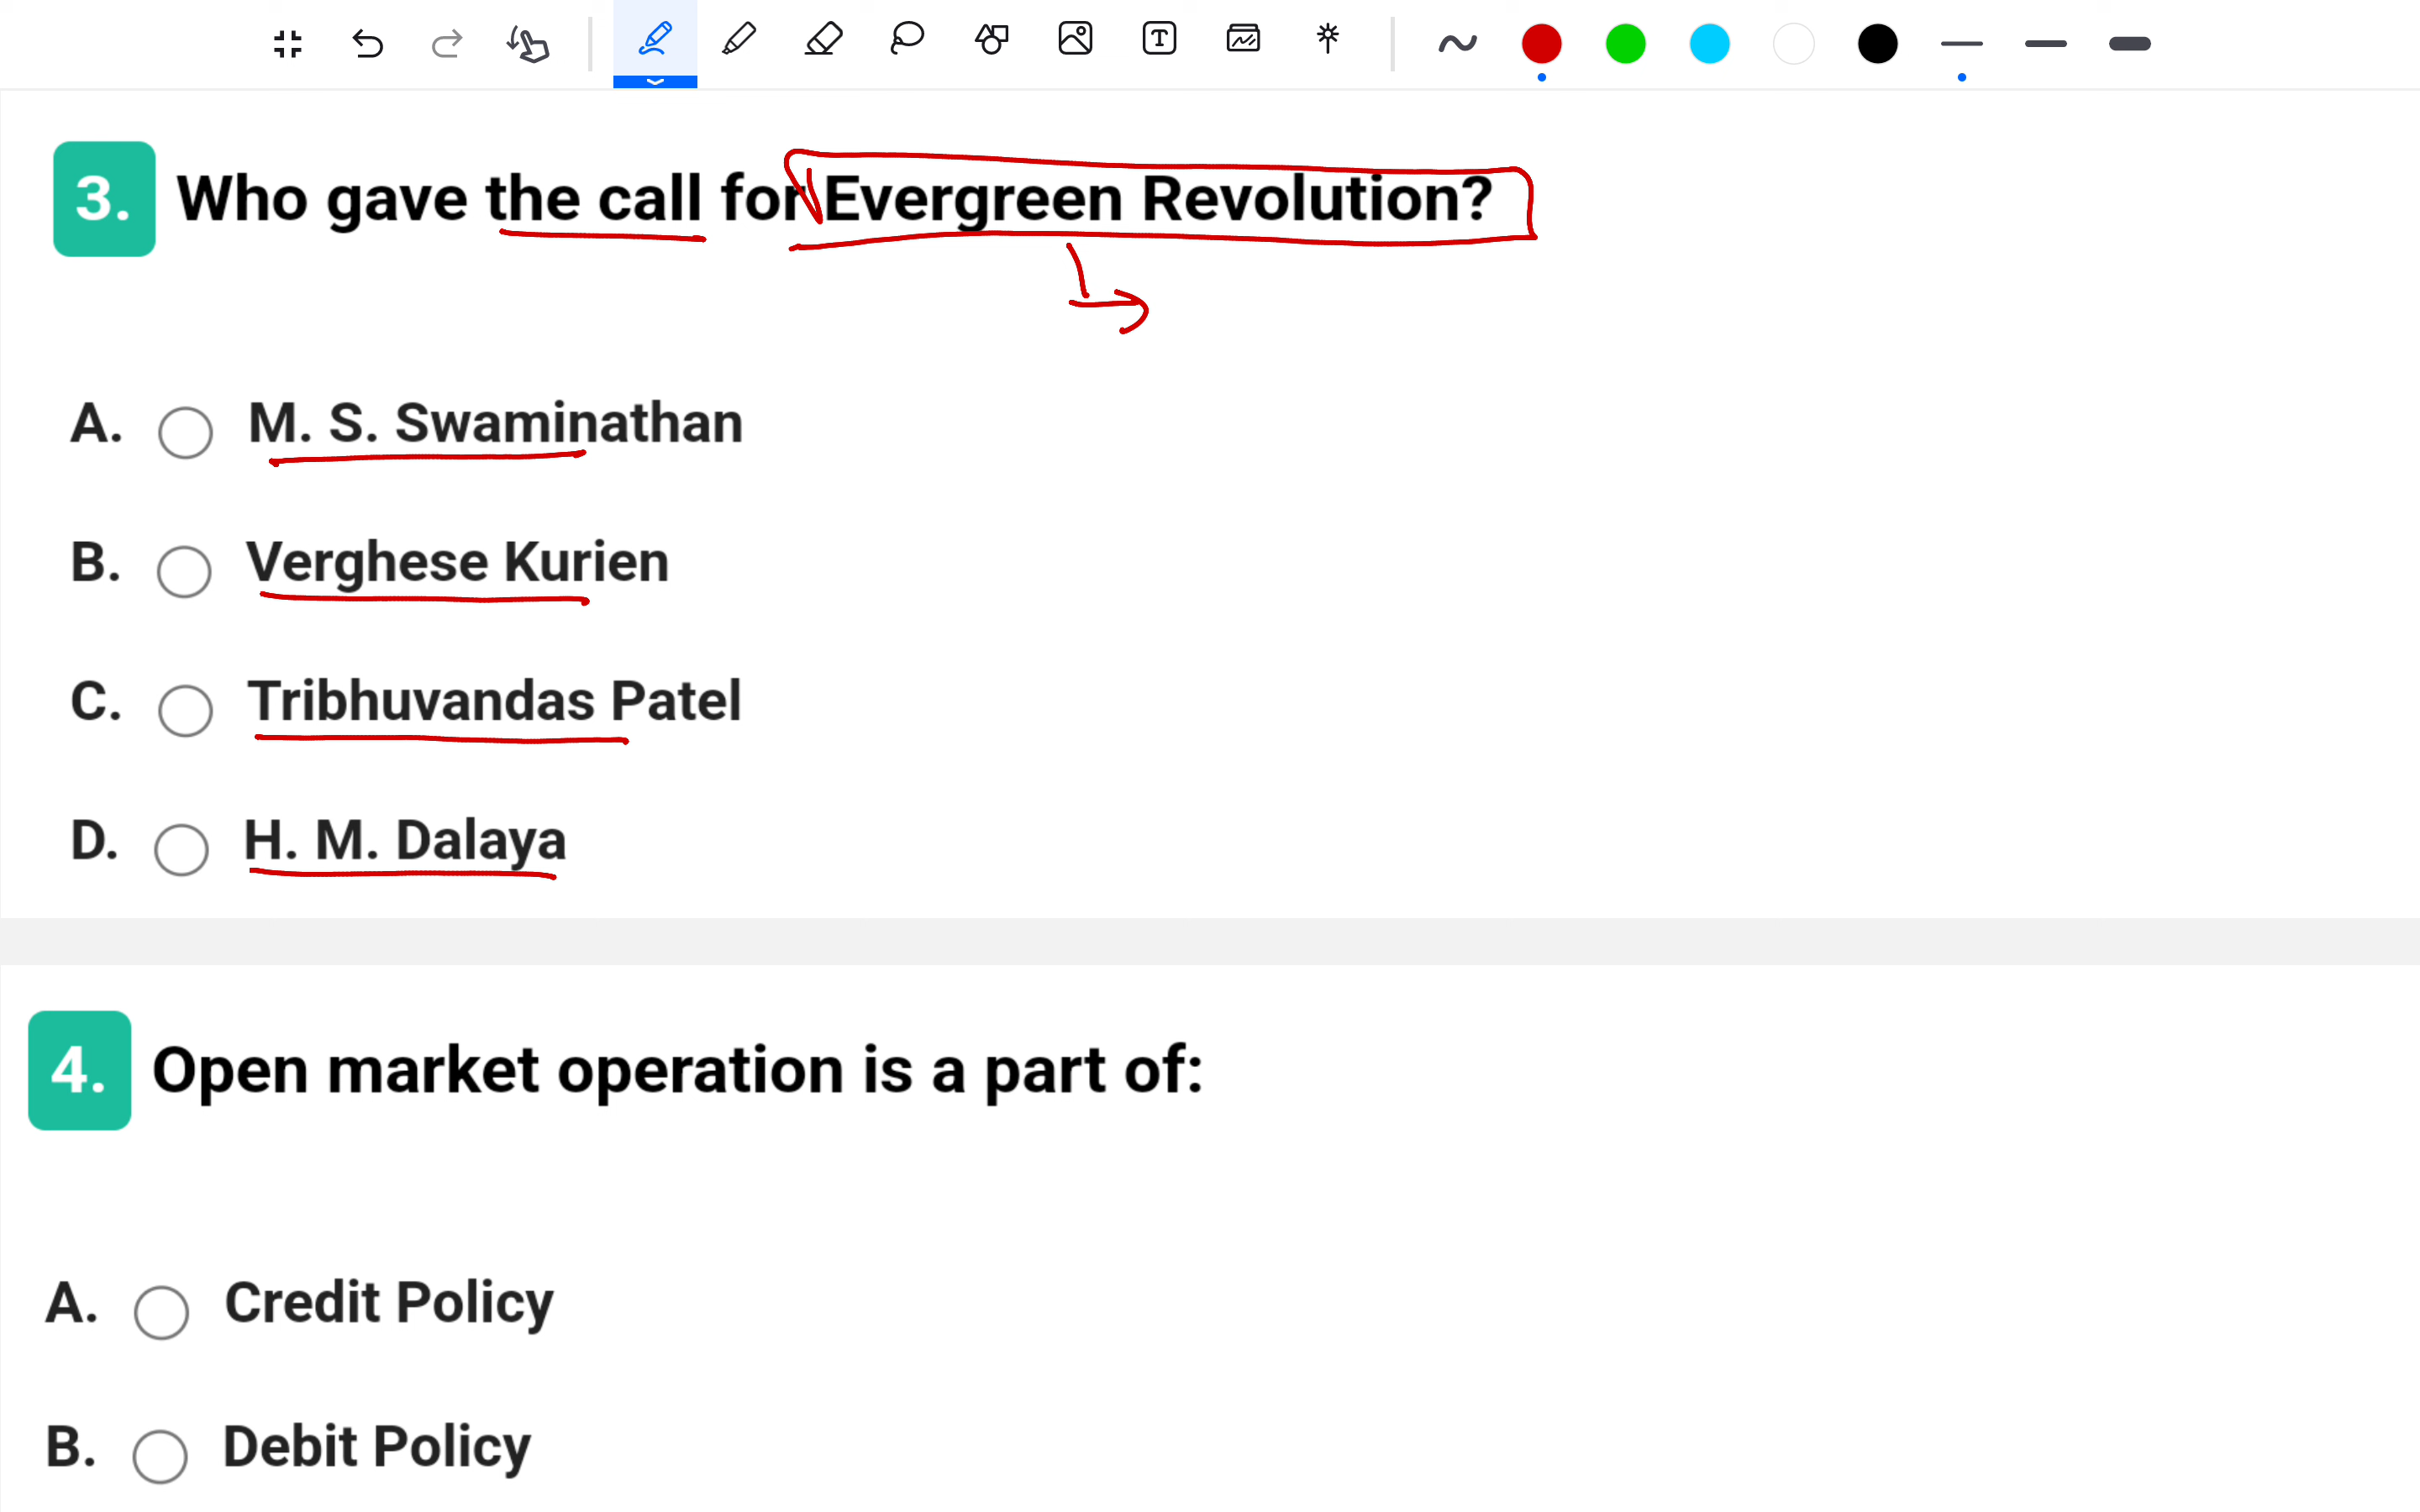 3. Who gave the call for Evergreen Revolution?
A. M. S. Swaminathan
B. Verghese Kurien
C. Tribhuvandas Patel
D. H. M. Dalaya
4. Open market operation is a part of:
A. Credit Policy
B. Debit Policy